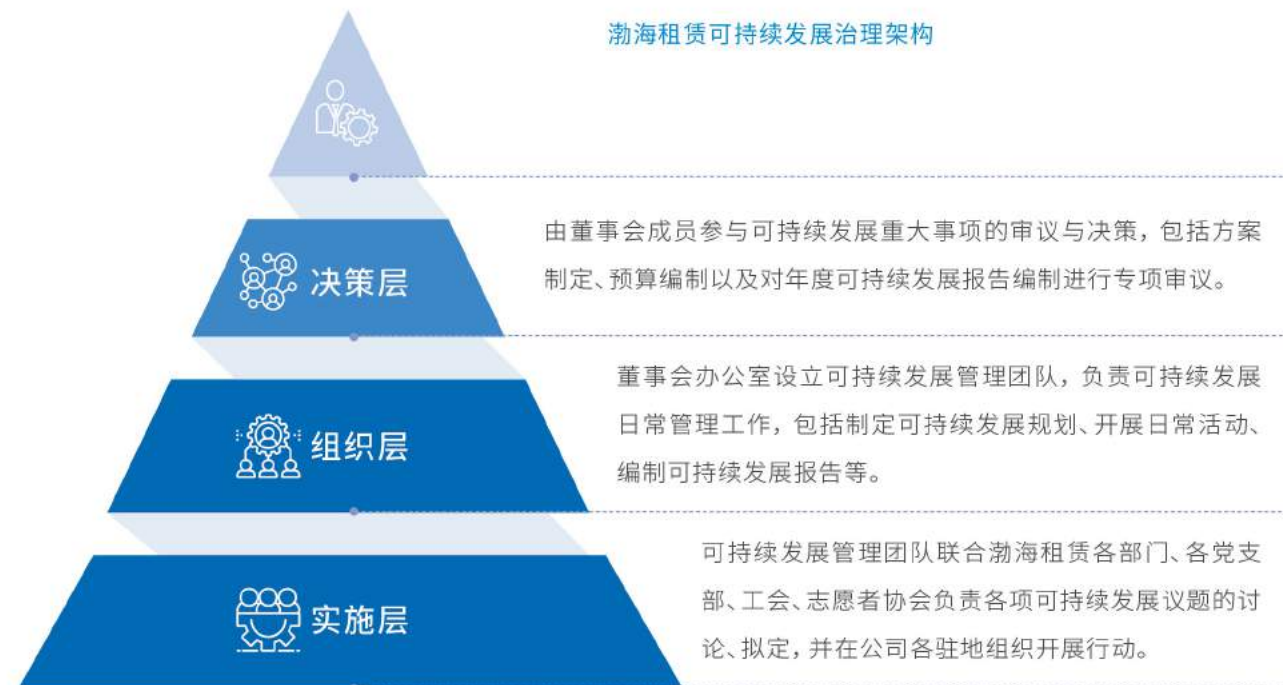 渤海租赁可持续发展治理架构
由董事会成员参与可持续发展重大事项的审议与决策，包括方案
制定、预算编制以及对年度可持续发展报告编制进行专项审议。
决策层
董事会办公室设立可持续发展管理团队，负责可持续发展
日常管理工作，包括制定可持续发展规划、开展日常活动、
编制可持续发展报告等。
组织层
可持续发展管理团队联合渤海租赁各部门、各党支
部、工会、志愿者协会负责各项可持续发展议题的讨
论、拟定，并在公司各驻地组织开展行动。
实施层